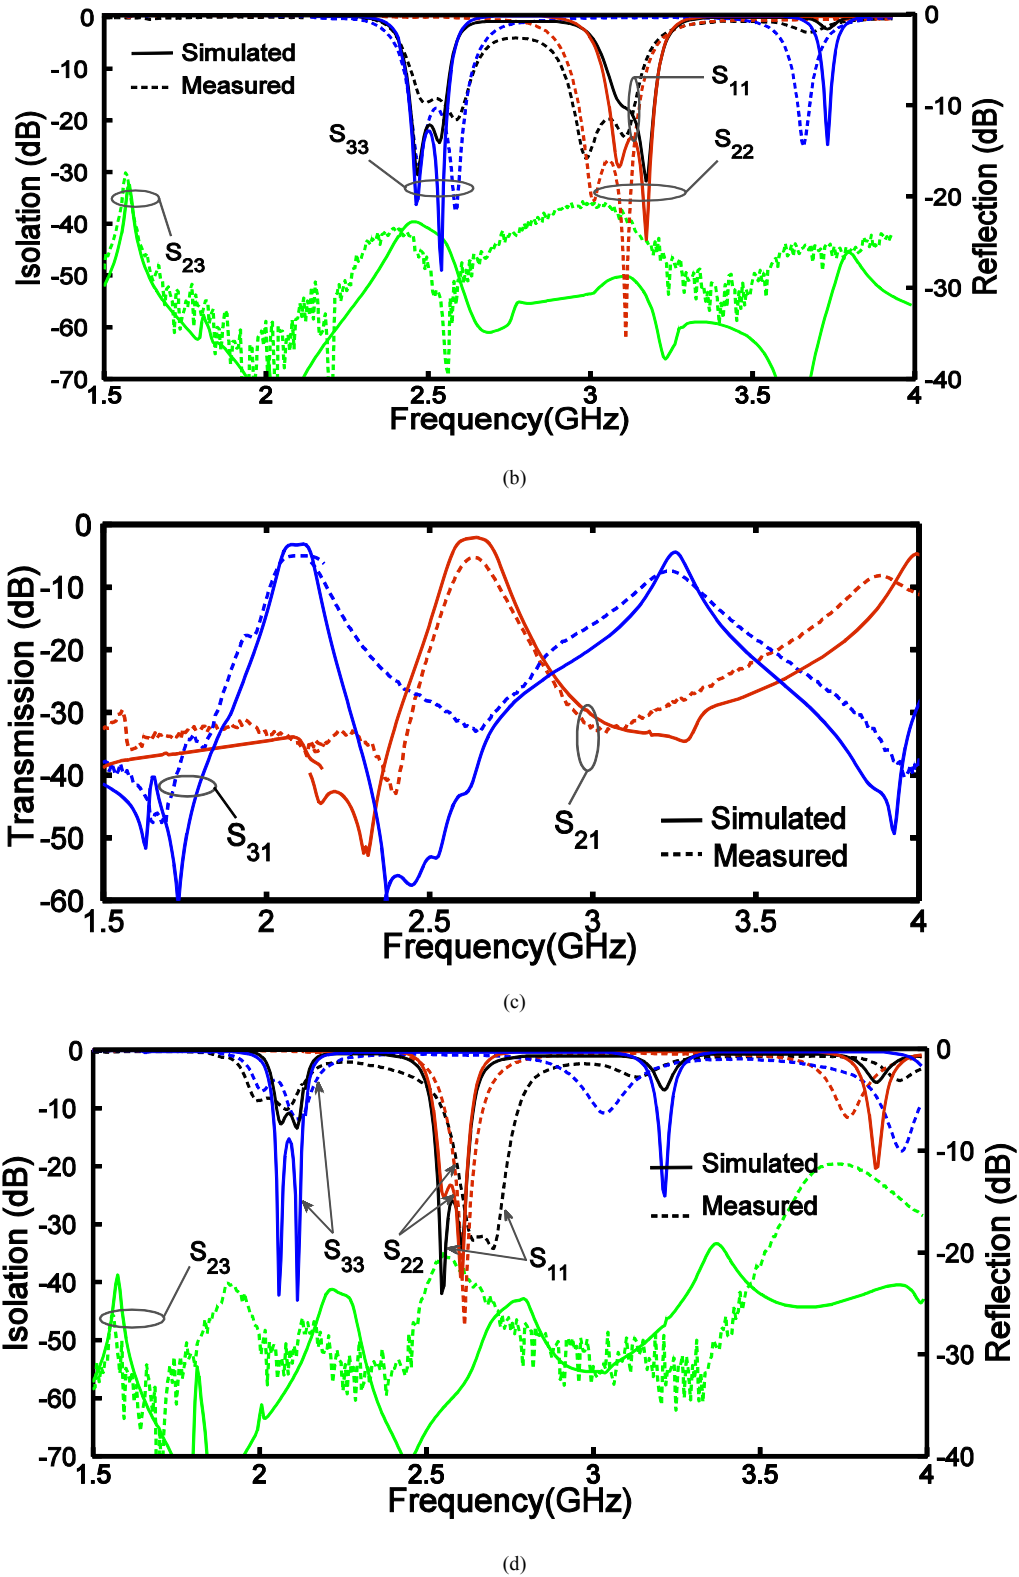 0
-10
-20
-30
-40
-50
-60
-70
Isolation (dB)
Simulated
Measured
S33
S11
S22
S23
0
-10
-20
-30
-40
Reflection (dB)
1.5 2 2.5 3 3.5 4
Frequency(GHz)
(b)
0
-10
-20
-30
-40
-50
-60
Transmission (dB)
S31
S21
Simulated
Measured
1.5 2 2.5 3 3.5 4
Frequency(GHz)
(c)
0
-10
-20
-30
-40
-50
-60
-70
Isolation (dB)
Simulated
Measured
S23
S33
S22
S11
0
-10
-20
-30
-40
Reflection (dB)
1.5 2 2.5 3 3.5 4
Frequency(GHz)
(d)